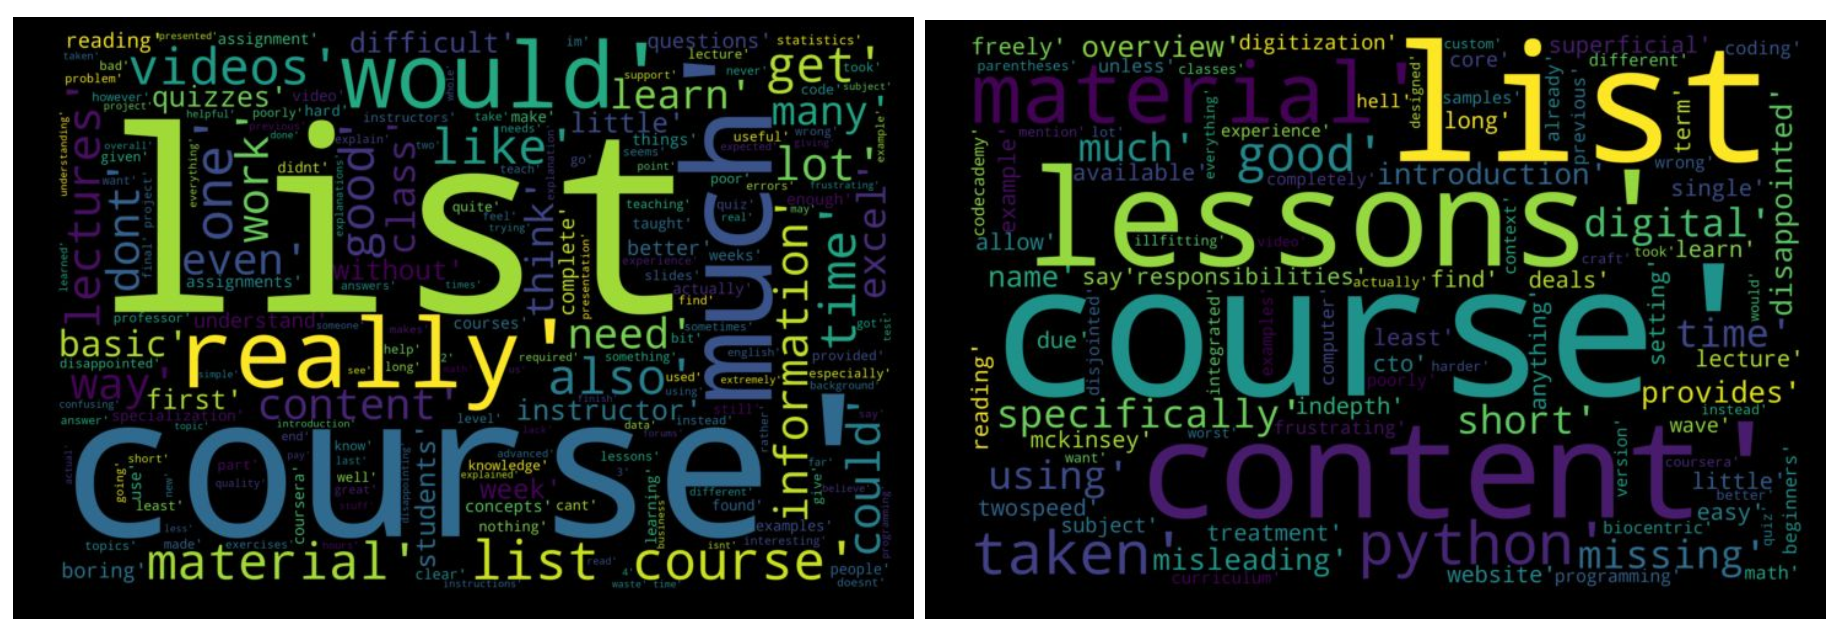 reading'
presented'
assignment'
difficult'
im'
questions'
statistics'
taken'
bad'
problem'
videos'
would'
lecture'
support'
never'
get'
took'
code'
subject'
however'
quizzes'
video'
learn'
many'
project'
helpful'
poorly'
hard'
instructors'
take'
make'
little'
understanding'
lectures'
previous'
done'
explain'
two'
needs'
like'
things'
useful'
wrong'
example'
overall'
given'
everything'
one
work'
didnt
good'
class'
teach'
explanation'
go'
seems'
point'
much'
expected'
giving'
lot'
list'
want'
dont'
final'
project'
explanations'
quite'
feel'
trying'
think'
teaching'
taught
poor'
quiz'
real'
errors'
frustrating'
may'
enough'
excel'
learned'
even'
assignments'
without'
answers'
times'
complete'
presentation'
better'
weeks'
experience'
slides'
actually'
find'
information'
time'
professor'
understand'
someone'
makes'
courses'
need'
bit'
sometimes'
got'
test'
basic'
disappointed'
really'
help'
long'
2'
see'
math'
us'
required'
something'
english'
provided'
way'
simple'
first'
also'
used'
using'
extremely'
especially'
background'
confusing'
answer'
specialization'
content'
finish'
instructor'
still'
say'
topic'
introduction'
level'
lack'
data'
forums'
instead'
rather'
could'
course'
actual'
short'
going'
use'
least'
new'
part'
quality'
end'
pay'
coursera'
know'
last'
well'
great'
stuff'
disappointing'
students'
advanced'
knowledge'
explained'
week'
concepts'
cant'
nothing'
lessons'
3'
learning'
business'
different'
found
far'
give'
believe'
programming'
examples'
interesting'
less'
topics'
made'
exercises'
hours'
isnt'
boring'
material'
clear'
instructions'
list course'
read'
4'
waste time'
people'
doesnt'
freely'
overview'
digitization'
custom'
core'
superficial'
coding'
parentheses'
unless'
classes'
different'
material'
hell'
designed'
list
samples'
long'
already'
previous'
term'
disappointed'
codecademy'
mention'
lot'
example'
much'
available'
everything'
experience'
good'
completely'
introduction'
wrong'
single'
lessons'
digital'
allow'
illfitting'
video'
context'
craft'
took'
learn'
name'
say'
responsibilities'
actually'
find'
deals'
course'
due'
disjointed'
integrated'
examples'
computer'
least'
cto'
poorly'
harder'
anything'
setting'
time'
would'
lecture'
reading'
provides'
specifically'
indepth'
short'
instead'
wave'
mckinsey'
worst'
frustrating'
want'
content'
version'
coursera'
using'
little'
better'
twospeed'
easy'
subject'
treatment'
biocentric'
quiz'
beginners'
taken'
misleading'
python'
missing'
curriculum'
website'
programming'
math'